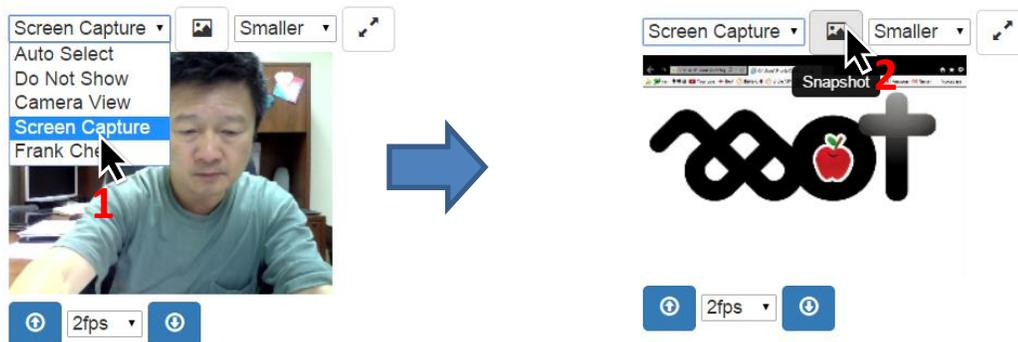 Screen Capture
Smaller
Auto Select
Do Not Show
Camera View
Screen Capture
Frank Che
1
2fps
Screen Capture
Smaller
Snapshot
2
2fps